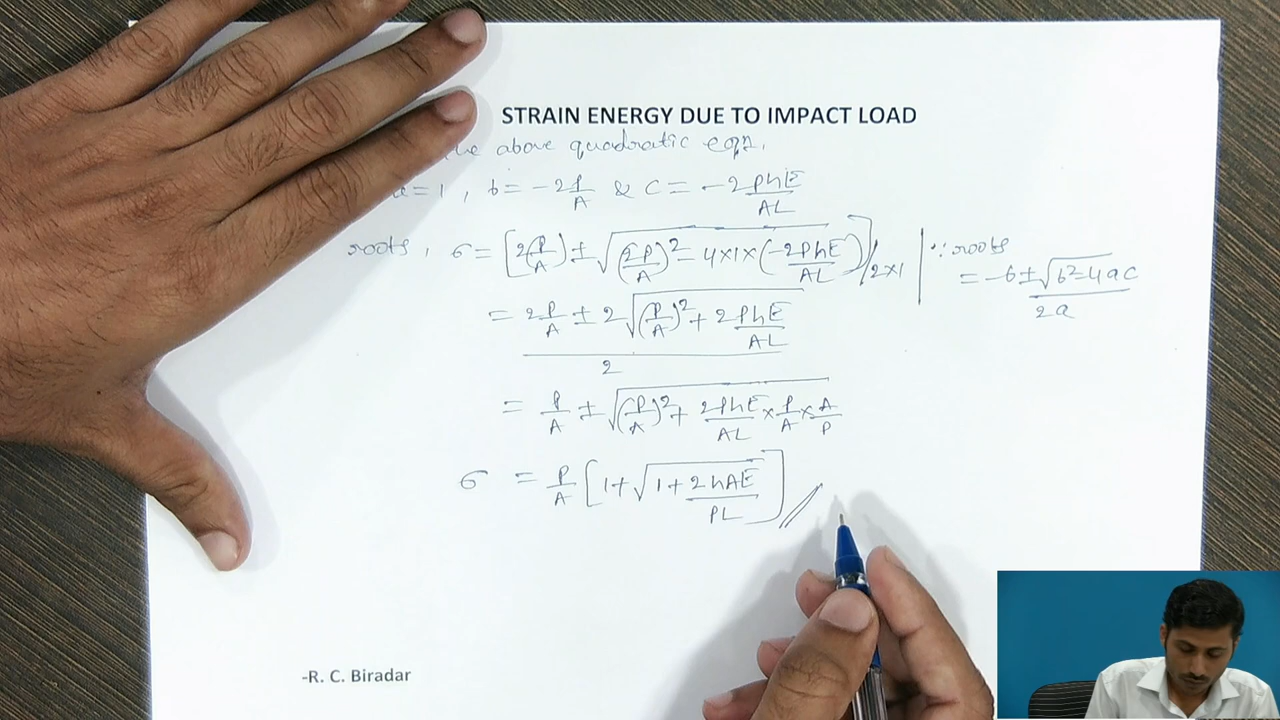 STRAIN ENERGY DUE TO IMPACT LOAD
above quadratic eqn.
=1, b = -2P/A & C = -2PhE/AL
roots, σ = [2(P/A) ± √((2P/A)² - 4×1×(-2PhE/AL))]/2×1 | ∵ roots
= -b ± √(b²-4ac)/2a
= 2P/A ± 2√((P/A)² + 2PhE/AL)/2
= P/A ± √((P/A)² + 2PhE/AL × P/A × A/P)
σ = P/A [1 + √(1 + 2hAE/PL)]
-R. C. Biradar